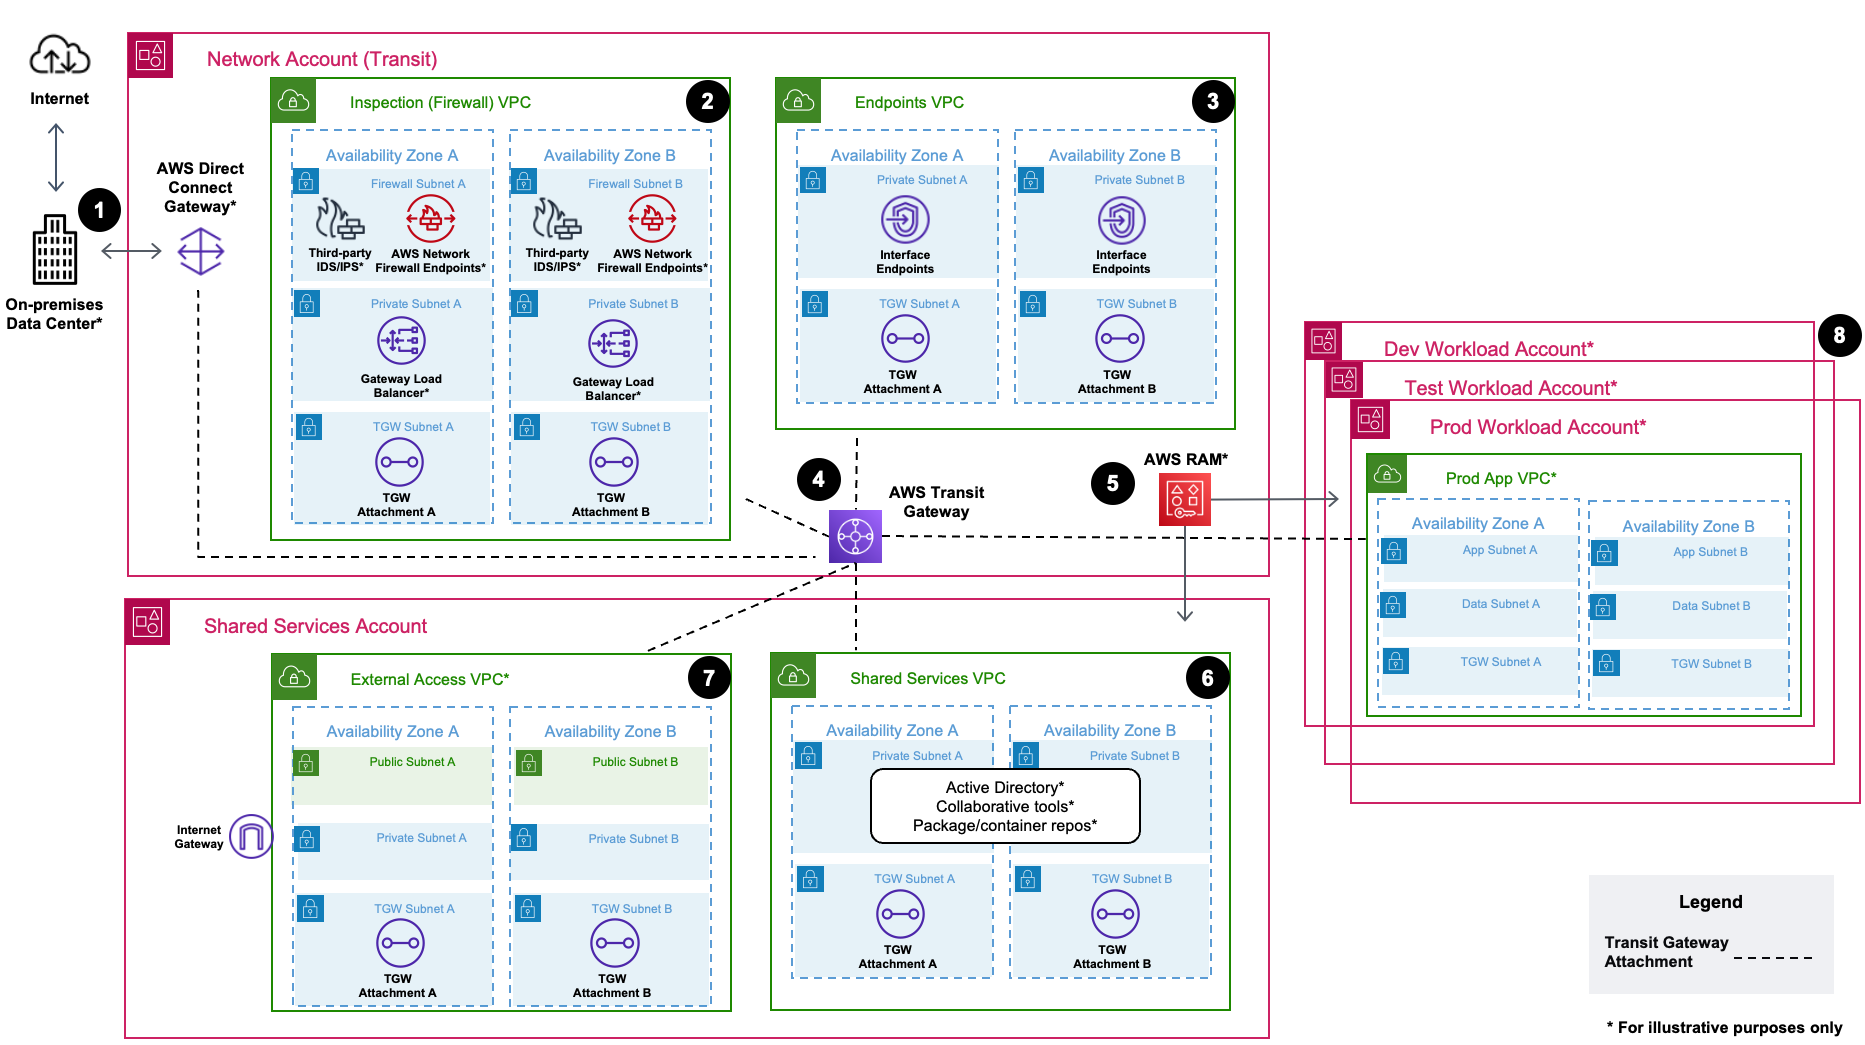 Internet
1
On-premises
Data Center*
AWS Direct
Connect
Gateway*
Network Account (Transit)
Inspection (Firewall) VPC
2
Availability Zone A
Firewall Subnet A
Third-party
IDS/IPS*
AWS Network
Firewall Endpoints*
Private Subnet A
Gateway Load
Balancer*
TGW Subnet A
TGW
Attachment A
Availability Zone B
Firewall Subnet B
Third-party
IDS/IPS*
AWS Network
Firewall Endpoints*
Private Subnet B
Gateway Load
Balancer*
TGW Subnet B
TGW
Attachment B
Endpoints VPC
3
Availability Zone A
Private Subnet A
Interface
Endpoints
TGW Subnet A
TGW
Attachment A
Availability Zone B
Private Subnet B
Interface
Endpoints
TGW Subnet B
TGW
Attachment B
4
AWS Transit
Gateway
5
AWS RAM*
8
Dev Workload Account*
Test Workload Account*
Prod Workload Account*
Prod App VPC*
Availability Zone A
App Subnet A
Data Subnet A
TGW Subnet A
Availability Zone B
App Subnet B
Data Subnet B
TGW Subnet B
Shared Services Account
External Access VPC*
7
Internet
Gateway
Availability Zone A
Public Subnet A
Private Subnet A
TGW Subnet A
TGW
Attachment A
Availability Zone B
Public Subnet B
Private Subnet B
TGW Subnet B
TGW
Attachment B
Shared Services VPC
6
Availability Zone A
Private Subnet A
Availability Zone B
Private Subnet B
Active Directory*
Collaborative tools*
Package/container repos*
TGW Subnet A
TGW
Attachment A
TGW Subnet B
TGW
Attachment B
Legend
Transit Gateway
Attachment
* For illustrative purposes only